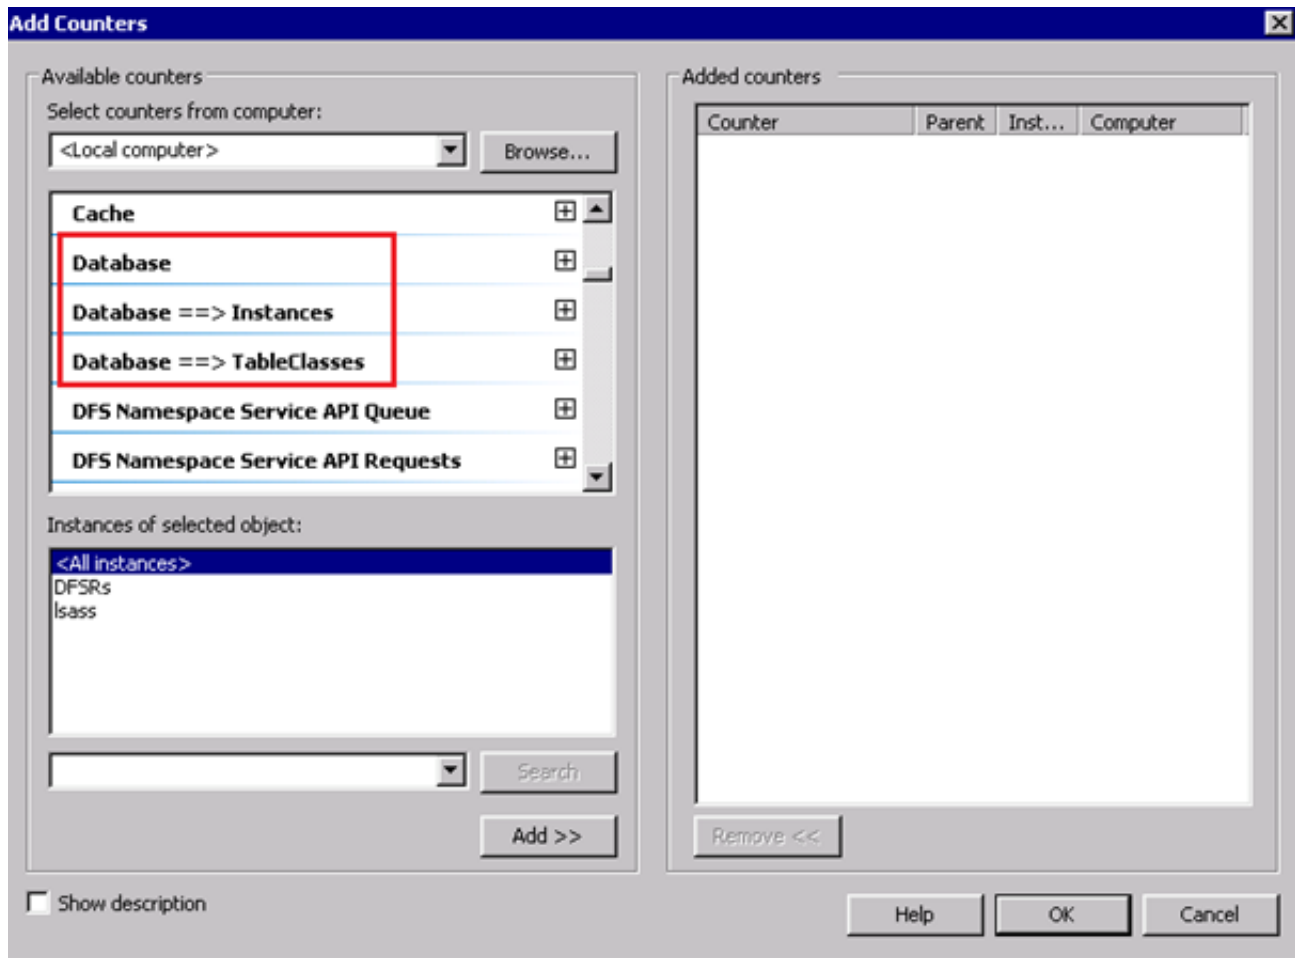 Add Counters
Available counters
Select counters from computer:
<Local computer>
Browse...
Cache
Database
Database ==> Instances
Database ==> TableClasses
DFS Namespace Service API Queue
DFS Namespace Service API Requests
Instances of selected object:
<All instances>
DFSRs
lsass
Search
Add >>
Show description
Added counters
Counter Parent Inst... Computer
Remove <<
Help OK Cancel